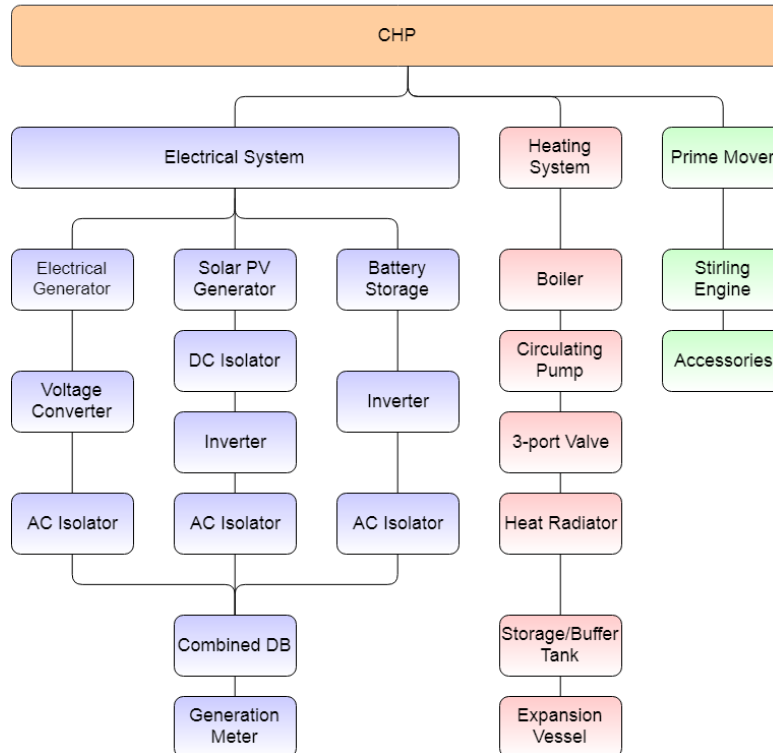 CHP
Electrical System
Heating
System
Prime Mover
Electrical
Generator
Solar PV
Generator
Battery
Storage
Boiler
Stirling
Engine
DC Isolator
Circulating
Pump
Accessories
Voltage
Converter
Inverter
Inverter
3-port Valve
AC Isolator
AC Isolator
AC Isolator
Heat Radiator
Combined DB
Storage/Buffer
Tank
Generation
Meter
Expansion
Vessel